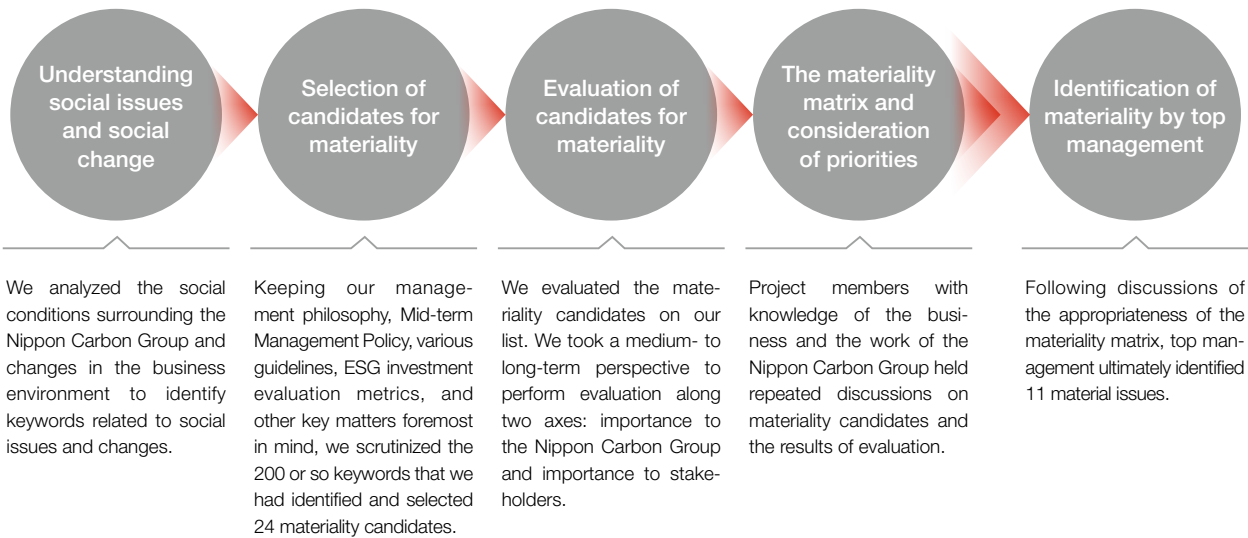 Understanding
social issues
and social
change
Selection of
candidates for
materiality
Evaluation of
candidates for
materiality
The materiality
matrix and
consideration
of priorities
Identification of
materiality by top
management
We analyzed the social
conditions surrounding the
Nippon Carbon Group and
changes in the business
environment to identify
keywords related to social
issues and changes.
Keeping our manage-
ment philosophy, Mid-term
Management Policy, various
guidelines, ESG investment
evaluation metrics, and
other key matters foremost
in mind, we scrutinized the
200 or so keywords that we
had identified and selected
24 materiality candidates.
We evaluated the mate-
riality candidates on our
list. We took a medium- to
long-term perspective to
perform evaluation along
two axes: importance to
the Nippon Carbon Group
and importance to stake-
holders.
Project members with
knowledge of the busi-
ness and the work of the
Nippon Carbon Group held
repeated discussions on
materiality candidates and
the results of evaluation.
Following discussions of
the appropriateness of the
materiality matrix, top man-
agement ultimately identified
11 material issues.